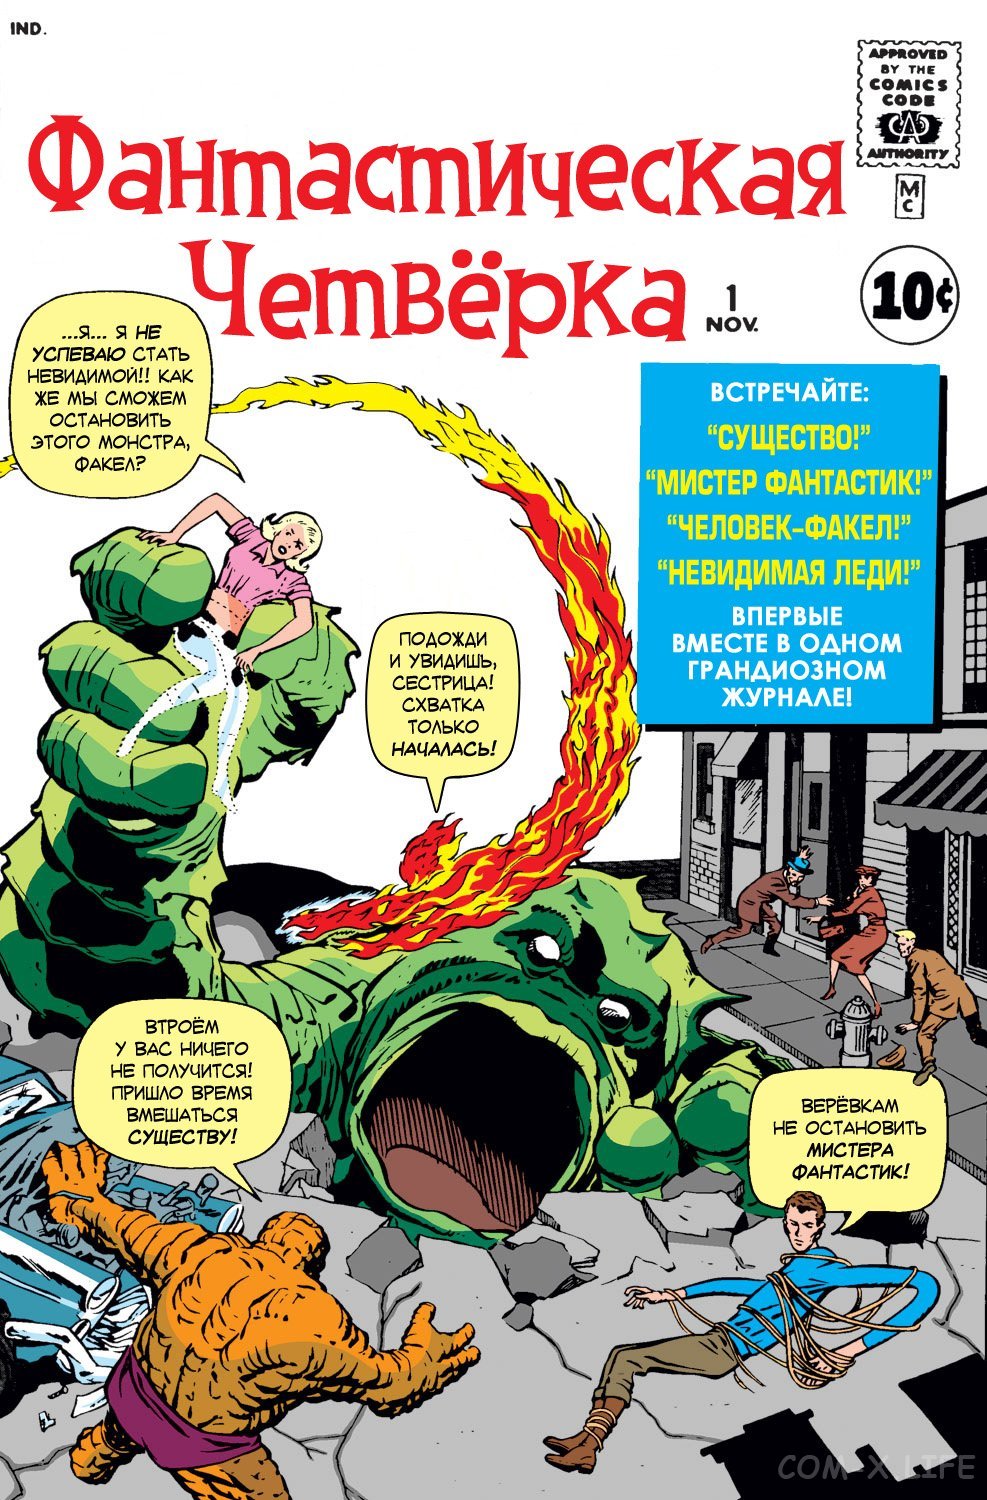 IND.
APPROVED
BY THE
COMICS
CODE
CA
AUTHORITY
M
C
Фантастическая
Четвёрка
1
NOV.
10¢
...Я... Я НЕ
УСПЕВАЮ СТАТЬ
НЕВИДИМОЙ!! КАК
ЖЕ МЫ СМОЖЕМ
ОСТАНОВИТЬ
ЭТОГО МОНСТРА,
ФАКЕЛ?
ВСТРЕЧАЙТЕ:
“СУЩЕСТВО!”
“МИСТЕР ФАНТАСТИК!”
“ЧЕЛОВЕК-ФАКЕЛ!”
“НЕВИДИМАЯ ЛЕДИ!”
ВПЕРВЫЕ
ВМЕСТЕ В ОДНОМ
ГРАНДИОЗНОМ
ЖУРНАЛЕ!
ПОДОЖДИ
И УВИДИШЬ,
СЕСТРИЦА!
СХВАТКА
ТОЛЬКО
НАЧАЛАСЬ!
ВТРОЁМ
У ВАС НИЧЕГО
НЕ ПОЛУЧИТСЯ!
ПРИШЛО ВРЕМЯ
ВМЕШАТЬСЯ
СУЩЕСТВУ!
ВЕРЁВКАМ
НЕ ОСТАНОВИТЬ
МИСТЕРА
ФАНТАСТИК!
COM-X.LIFE